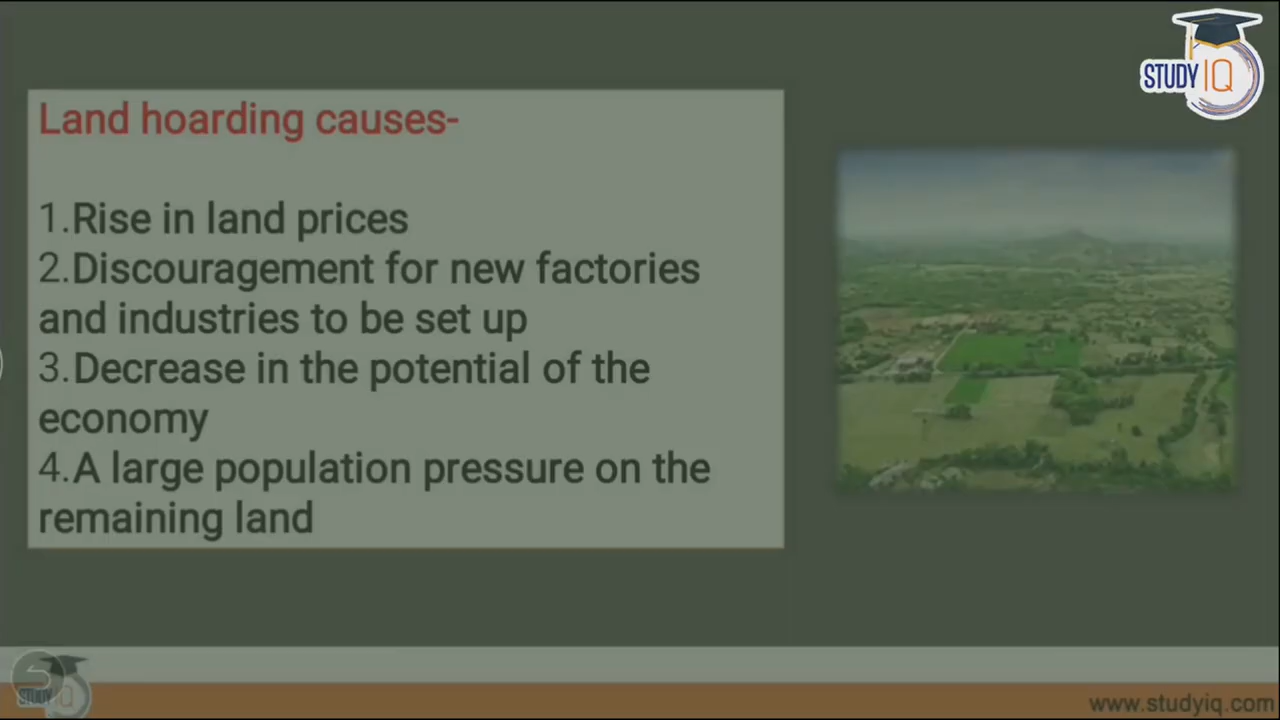 STUDY IQ
Land hoarding causes-
1.Rise in land prices
2.Discouragement for new factories
and industries to be set up
3.Decrease in the potential of the
economy
4.A large population pressure on the
remaining land
STUDY IQ
www.studyiq.com